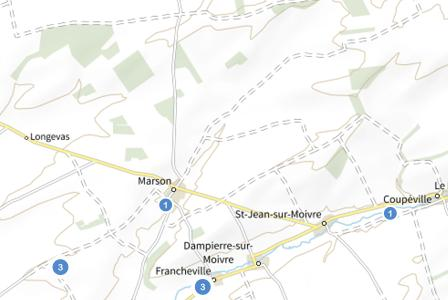 Longevas
Marson
1
St-Jean-sur-Moivre
Coupéville
Le
1
Dampierre-sur-
Moivre
Francheville
3
3